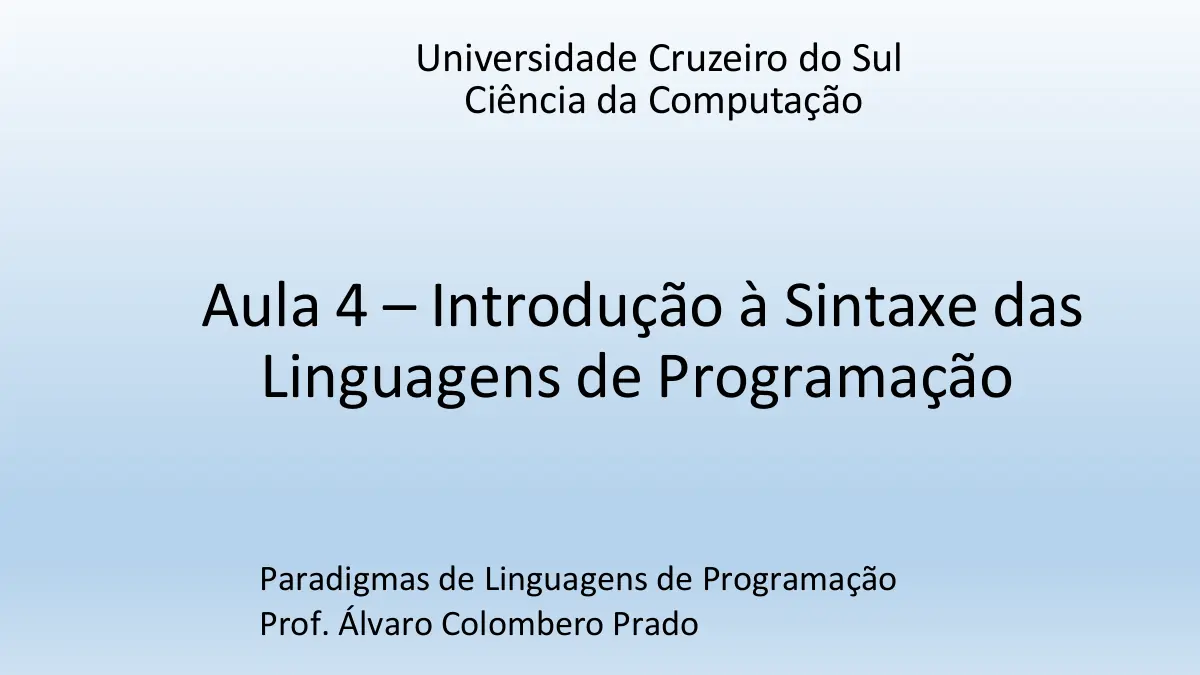 Universidade Cruzeiro do Sul
Ciência da Computação
Aula 4 – Introdução à Sintaxe das
Linguagens de Programação
Paradigmas de Linguagens de Programação
Prof. Álvaro Colombero Prado